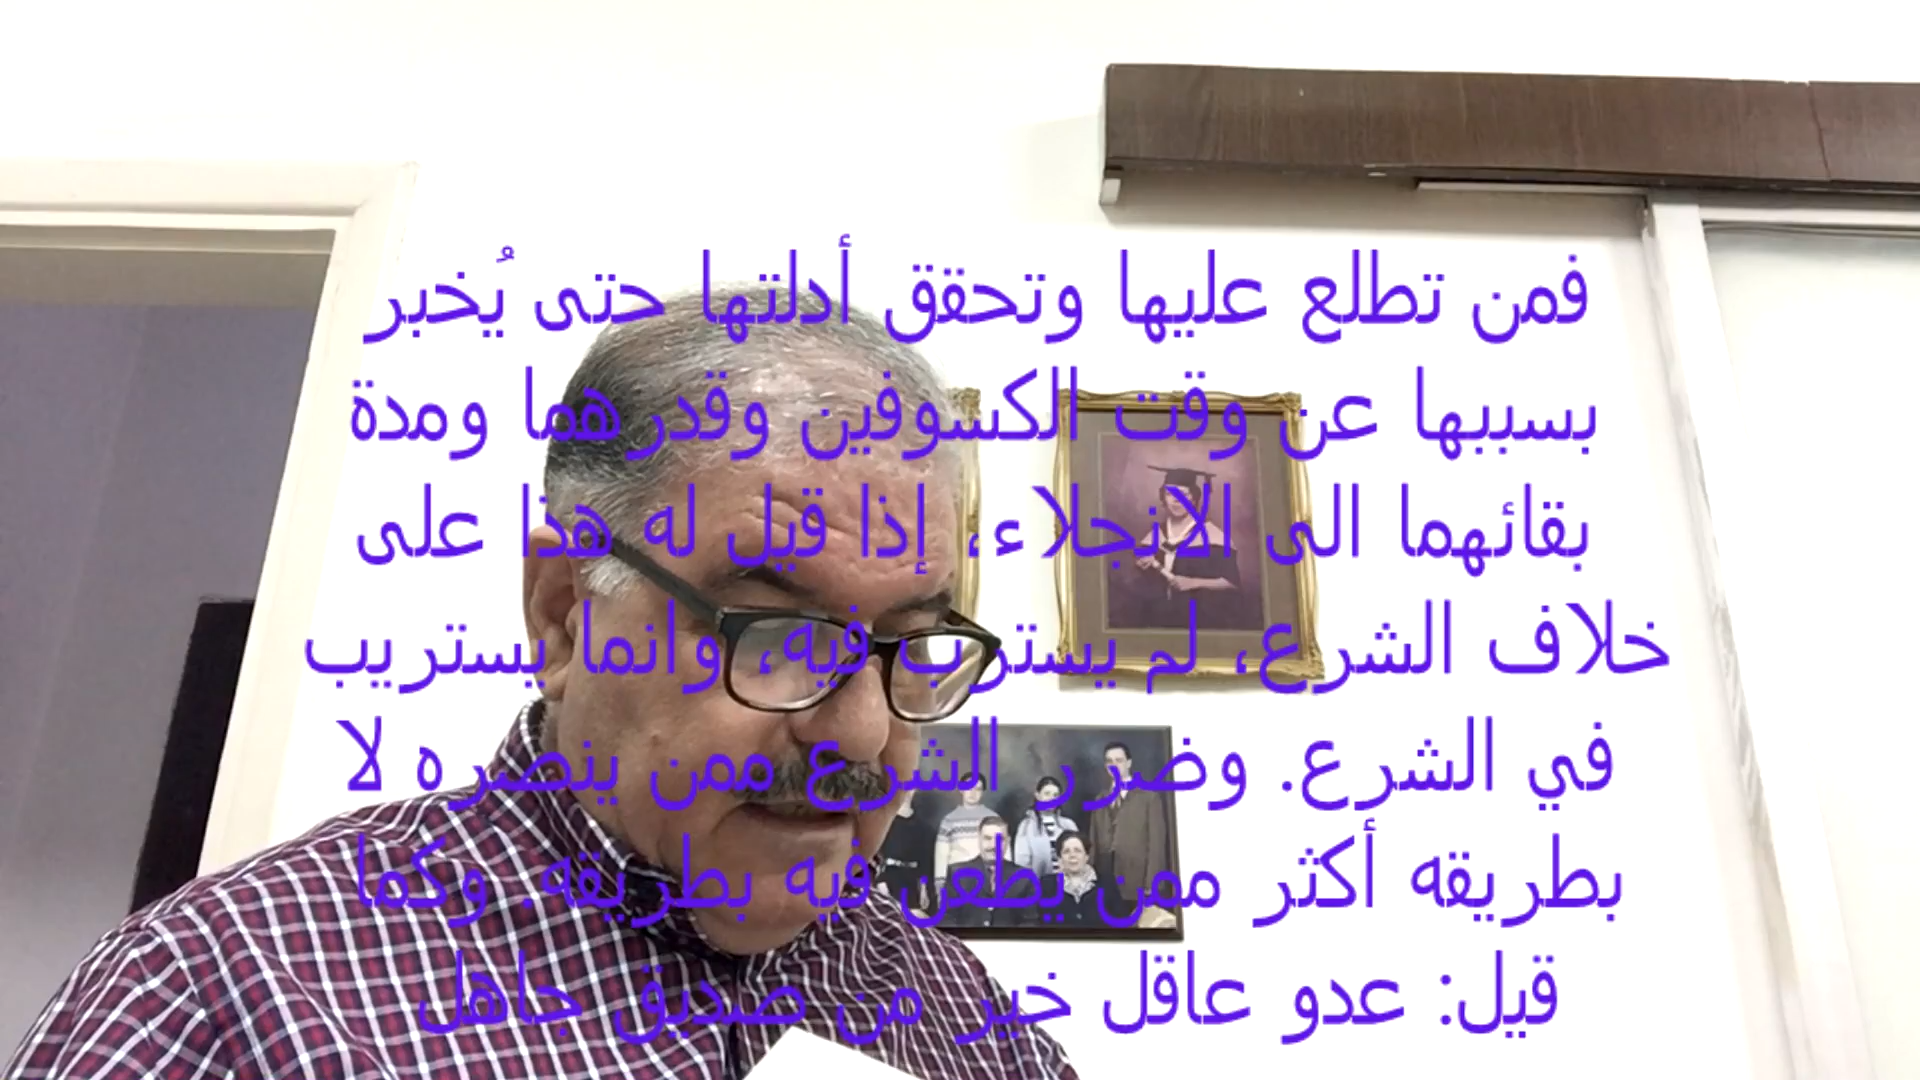 فمن تطلع عليها وتحقق أدلتها حتى يُخبر
بسببها عن وقت الكسوفين وقدرهما ومدة
بقائهما الى الانجلاء، إذا قيل له هذا على
خلاف الشرع، لم يسترب فيه، وانما يستريب
في الشرع. وضرر الشرع ممن ينصره لا
بطريقه أكثر ممن يطعن فيه بطريقه. وكما
قيل: عدو عاقل خير من صديق جاهل